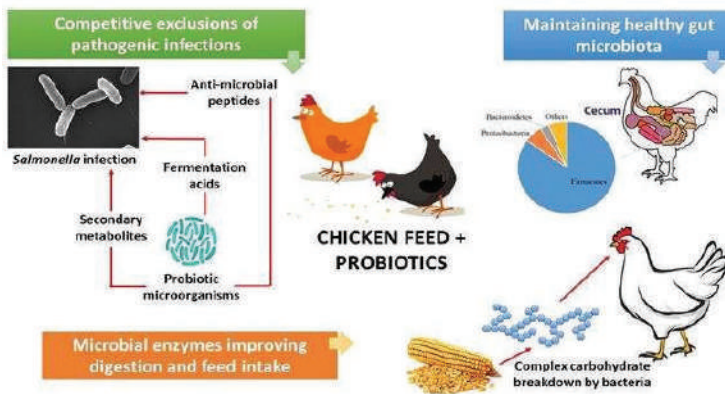 Competitive exclusions of
pathogenic infections
Maintaining healthy gut
microbiota
Anti-microbial
peptides
Salmonella infection
Fermentation
acids
Secondary
metabolites
Probiotic
microorganisms
CHICKEN FEED +
PROBIOTICS
Cecum
Others
Bacteroidetes
Proteobacteria
Firmicutes
Microbial enzymes improving
digestion and feed intake
Complex carbohydrate
breakdown by bacteria